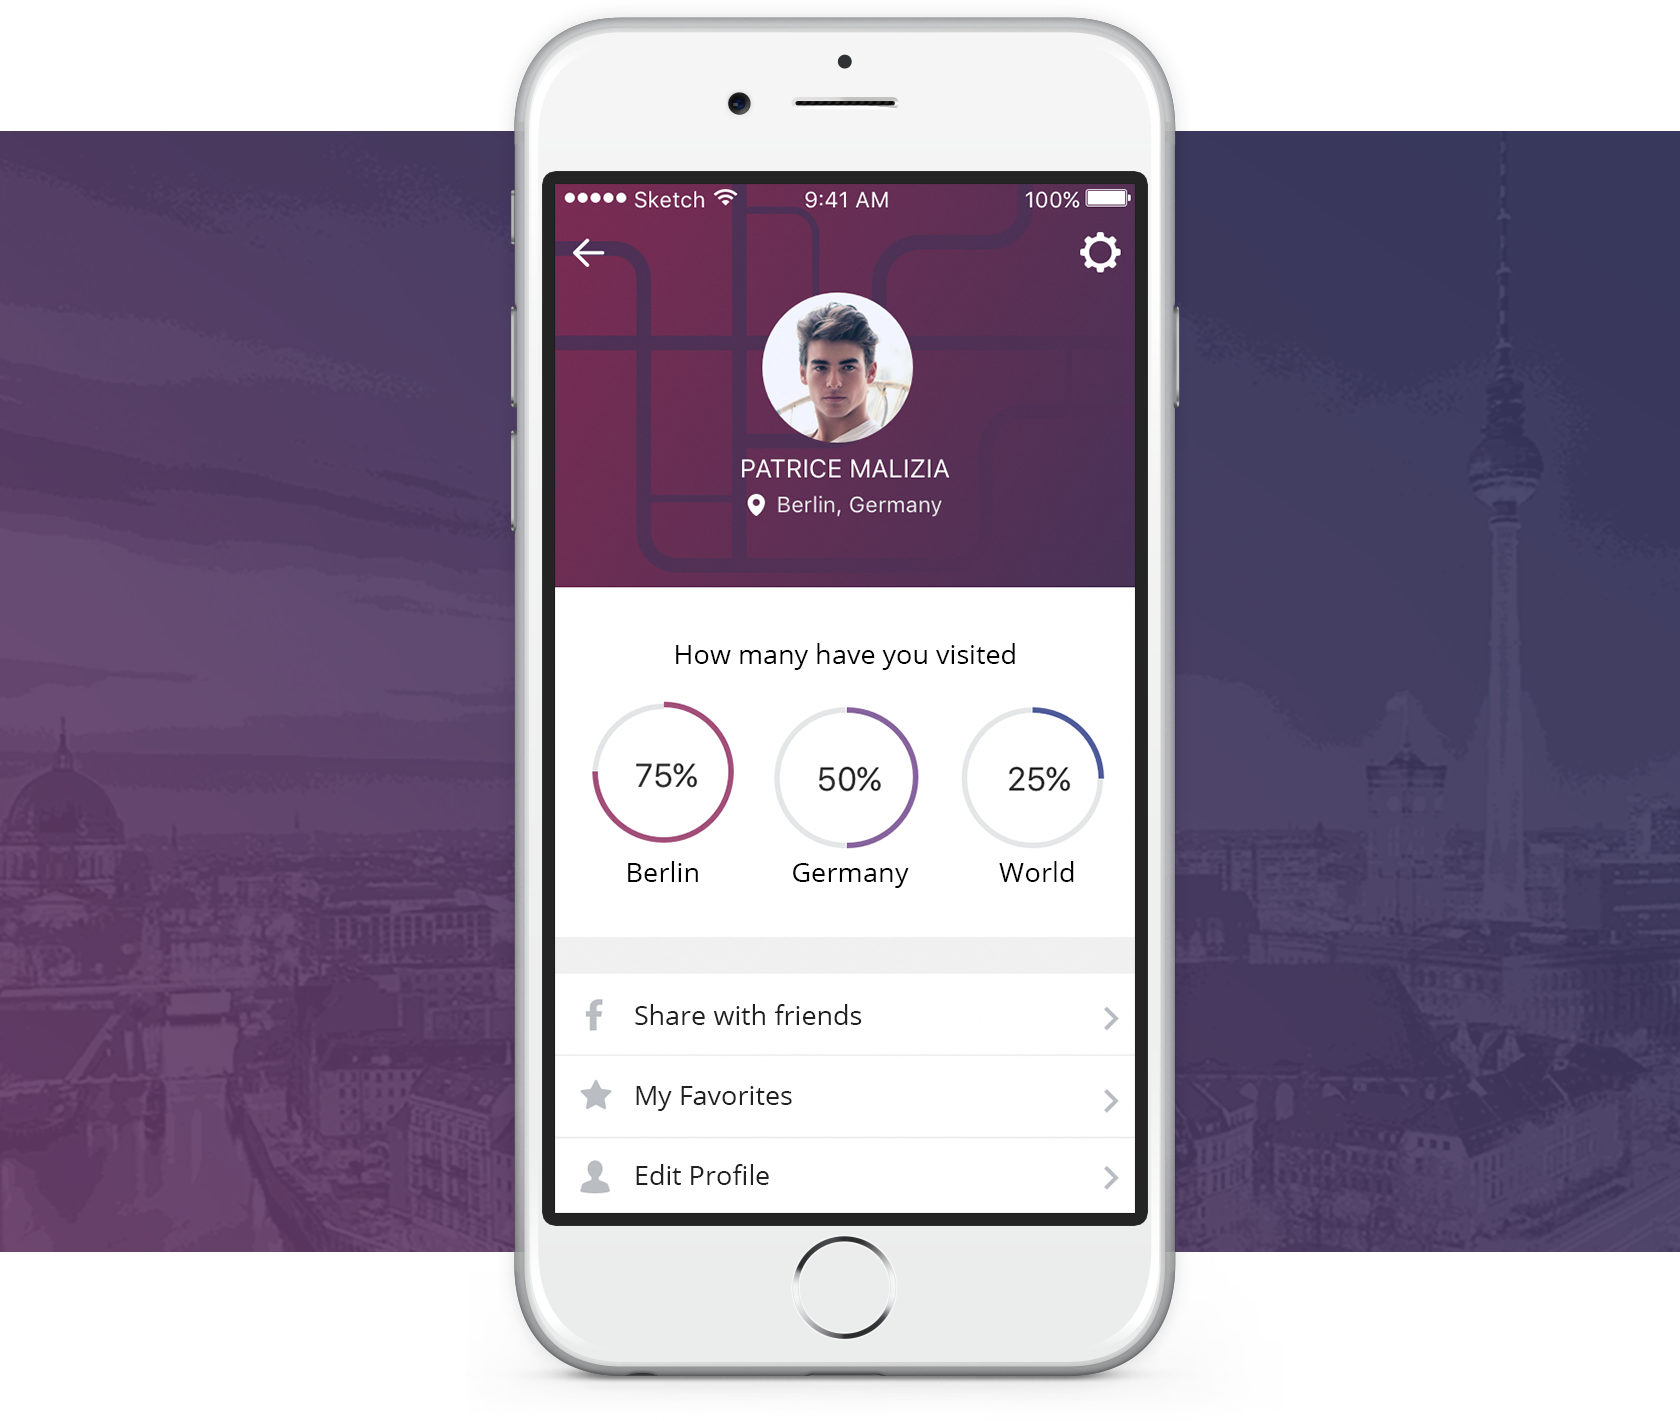 Sketch 9:41 AM 100%
PATRICE MALIZIA
Berlin, Germany
How many have you visited
75% 50% 25%
Berlin Germany World
Share with friends
My Favorites
Edit Profile